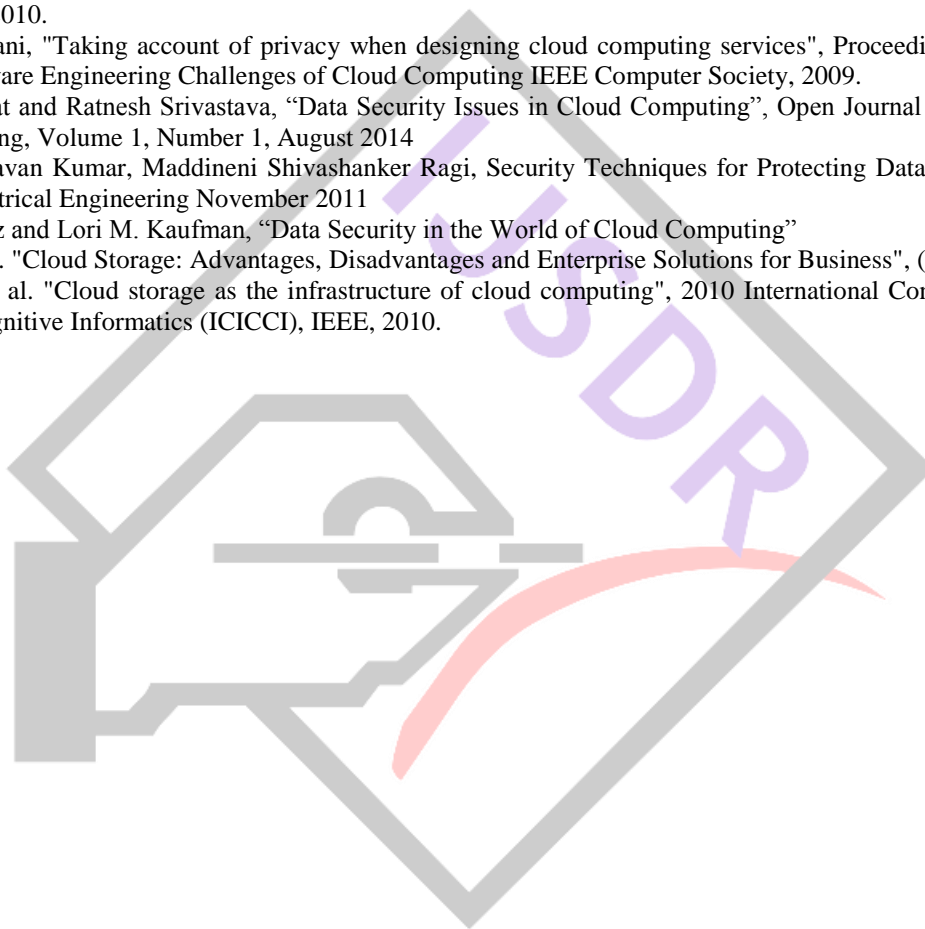 010.
ani, "Taking account of privacy when designing cloud computing services", Proceedi
are Engineering Challenges of Cloud Computing IEEE Computer Society, 2009.
at and Ratnesh Srivastava, “Data Security Issues in Cloud Computing”, Open Journal
ng, Volume 1, Number 1, August 2014
avan Kumar, Maddineni Shivashanker Ragi, Security Techniques for Protecting Data
trical Engineering November 2011
z and Lori M. Kaufman, “Data Security in the World of Cloud Computing”
. "Cloud Storage: Advantages, Disadvantages and Enterprise Solutions for Business", (
al. "Cloud storage as the infrastructure of cloud computing", 2010 International Con
gnitive Informatics (ICICCI), IEEE, 2010.
IJSDR